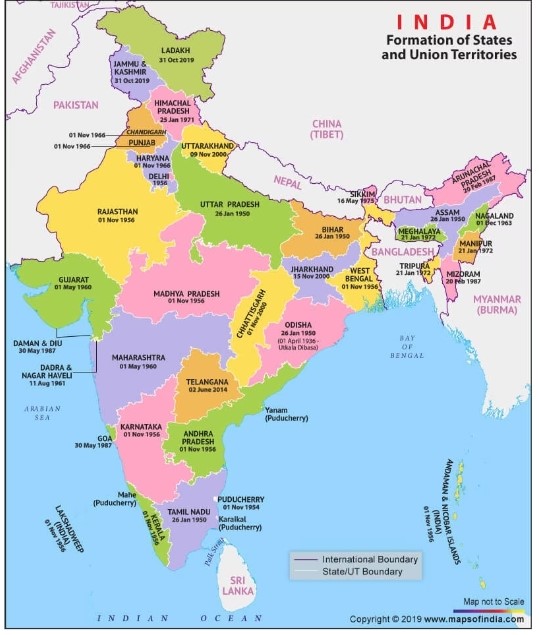 TAJIKISTAN
INDIA
Formation of States
and Union Territories
AFGHANISTAN
LADAKH
31 Oct 2019
JAMMU &
KASHMIR
31 Oct 2019
PAKISTAN
HIMACHAL
PRADESH
25 Jan 1971
CHINA
(TIBET)
01 Nov 1966
CHANDIGARH
01 Nov 1966
PUNJAB
UTTARAKHAND
09 Nov 2000
HARYANA
01 Nov 1966
DELHI
1956
NEPAL
SIKKIM
16 May 1975
BHUTAN
ARUNACHAL
PRADESH
20 Feb 1987
RAJASTHAN
01 Nov 1956
UTTAR PRADESH
26 Jan 1950
ASSAM
26 Jan 1950
NAGALAND
01 Dec 1963
BIHAR
26 Jan 1950
MEGHALAYA
21 Jan 1972
MANIPUR
21 Jan 1972
BANGLADESH
TRIPURA
21 Jan 1972
MIZORAM
20 Feb 1987
MYANMAR
(BURMA)
GUJARAT
01 May 1960
MADHYA PRADESH
01 Nov 1956
JHARKHAND
15 Nov 2000
WEST
BENGAL
01 Nov 1956
CHHATTISGARH
01 Nov 2000
ODISHA
26 Jan 1950
(01 April 1936 -
Utkala Dibasa)
DAMAN & DIU
30 May 1987
DADRA &
NAGAR HAVELI
11 Aug 1961
MAHARASHTRA
01 May 1960
BAY
OF
BENGAL
TELANGANA
02 June 2014
ARABIAN
SEA
Yanam
(Puducherry)
GOA
30 May 1987
KARNATAKA
01 Nov 1956
ANDHRA
PRADESH
01 Nov 1956
ANDAMAN & NICOBAR ISLANDS
(INDIA)
01 Nov 1956
Mahe
(Puducherry)
PUDUCHERRY
01 Nov 1954
Karaikal
(Puducherry)
LAKSHADWEEP
(INDIA)
01 Nov 1956
KERALA
01 Nov 1956
TAMIL NADU
26 Jan 1950
Palk Strait
SRI
LANKA
International Boundary
State/UT Boundary
INDIAN OCEAN
Map not to Scale
Copyright © 2019 www.mapsofindia.com